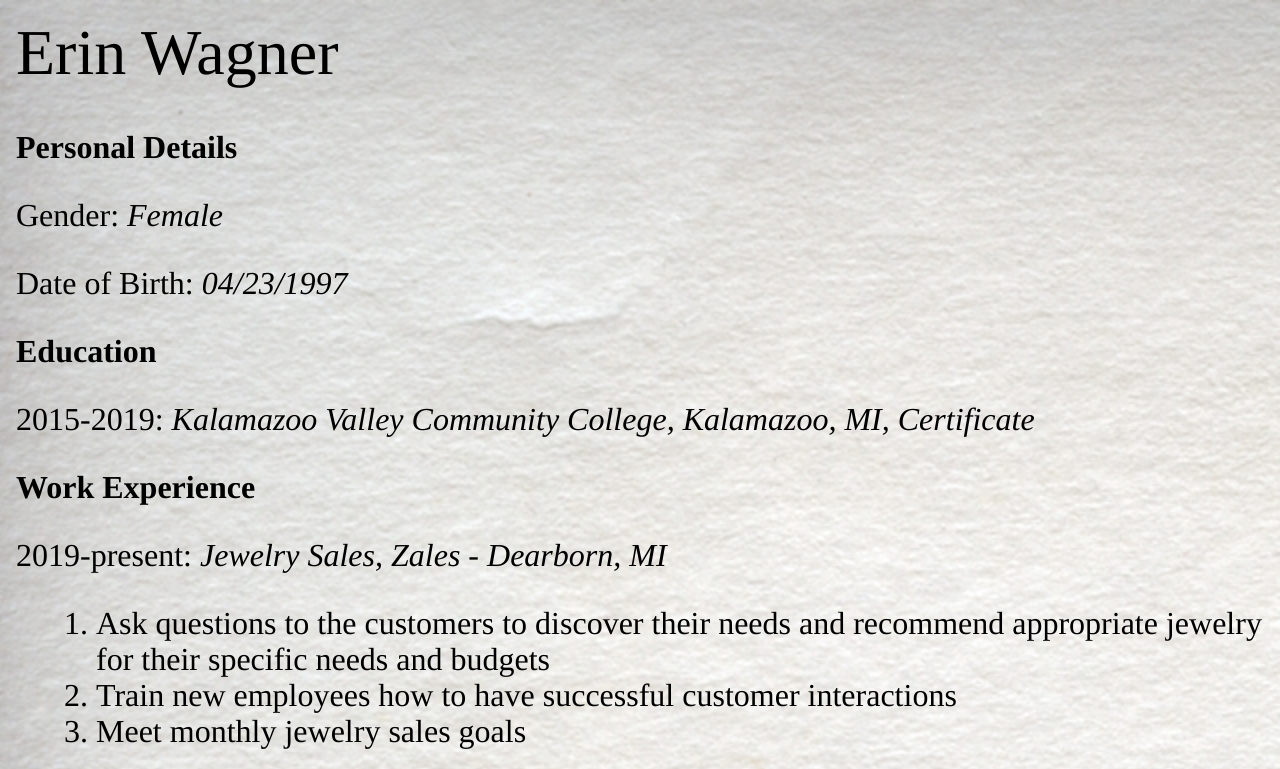 Erin Wagner
Personal Details
Gender: Female
Date of Birth: 04/23/1997
Education
2015-2019: Kalamazoo Valley Community College, Kalamazoo, MI, Certificate
Work Experience
2019-present: Jewelry Sales, Zales - Dearborn, MI
1. Ask questions to the customers to discover their needs and recommend appropriate jewelry
for their specific needs and budgets
2. Train new employees how to have successful customer interactions
3. Meet monthly jewelry sales goals